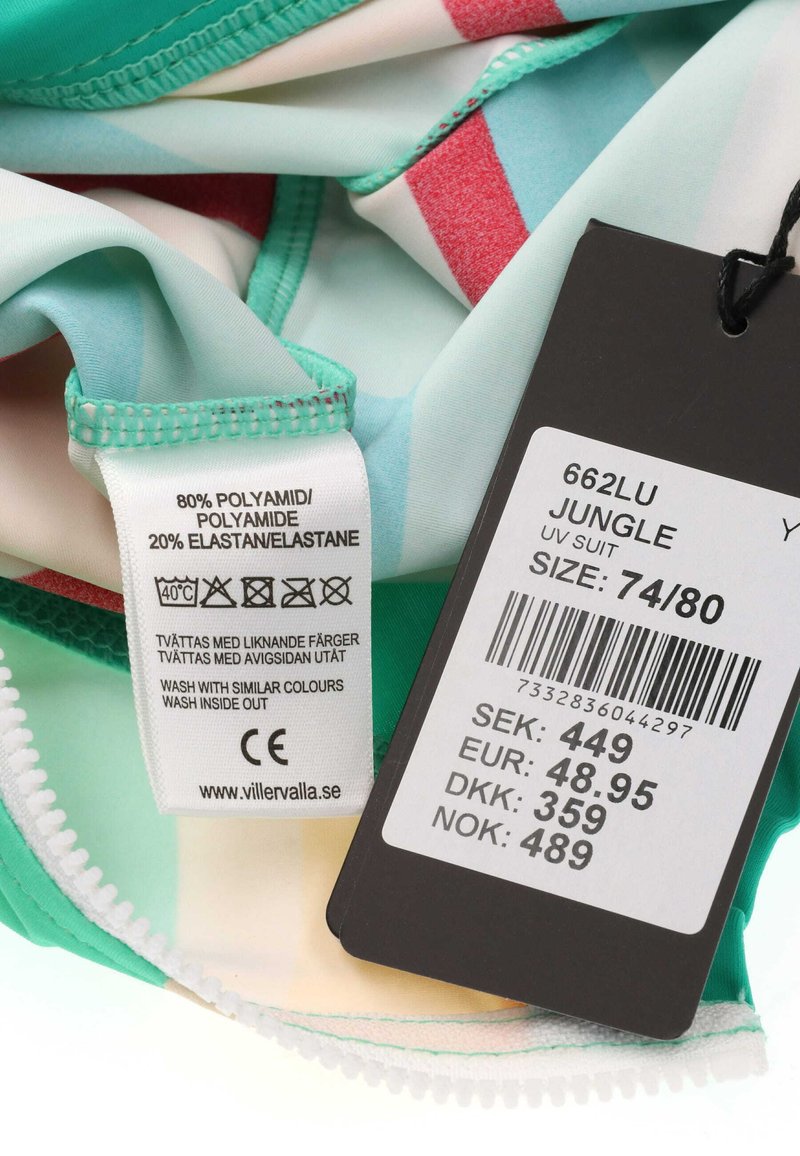 80% POLYAMID/
POLYAMIDE
20% ELASTAN/ELASTANE
40°C
TVÄTTAS MED LIKNANDE FÄRGER
TVÄTTAS MED AVIGSIDAN UTÅT
WASH WITH SIMILAR COLOURS
WASH INSIDE OUT
CE
www.villervalla.se
662LU
JUNGLE
Y
UV SUIT
SIZE: 74/80
7332836044297
SEK: 449
EUR: 48.95
DKK: 359
NOK: 489